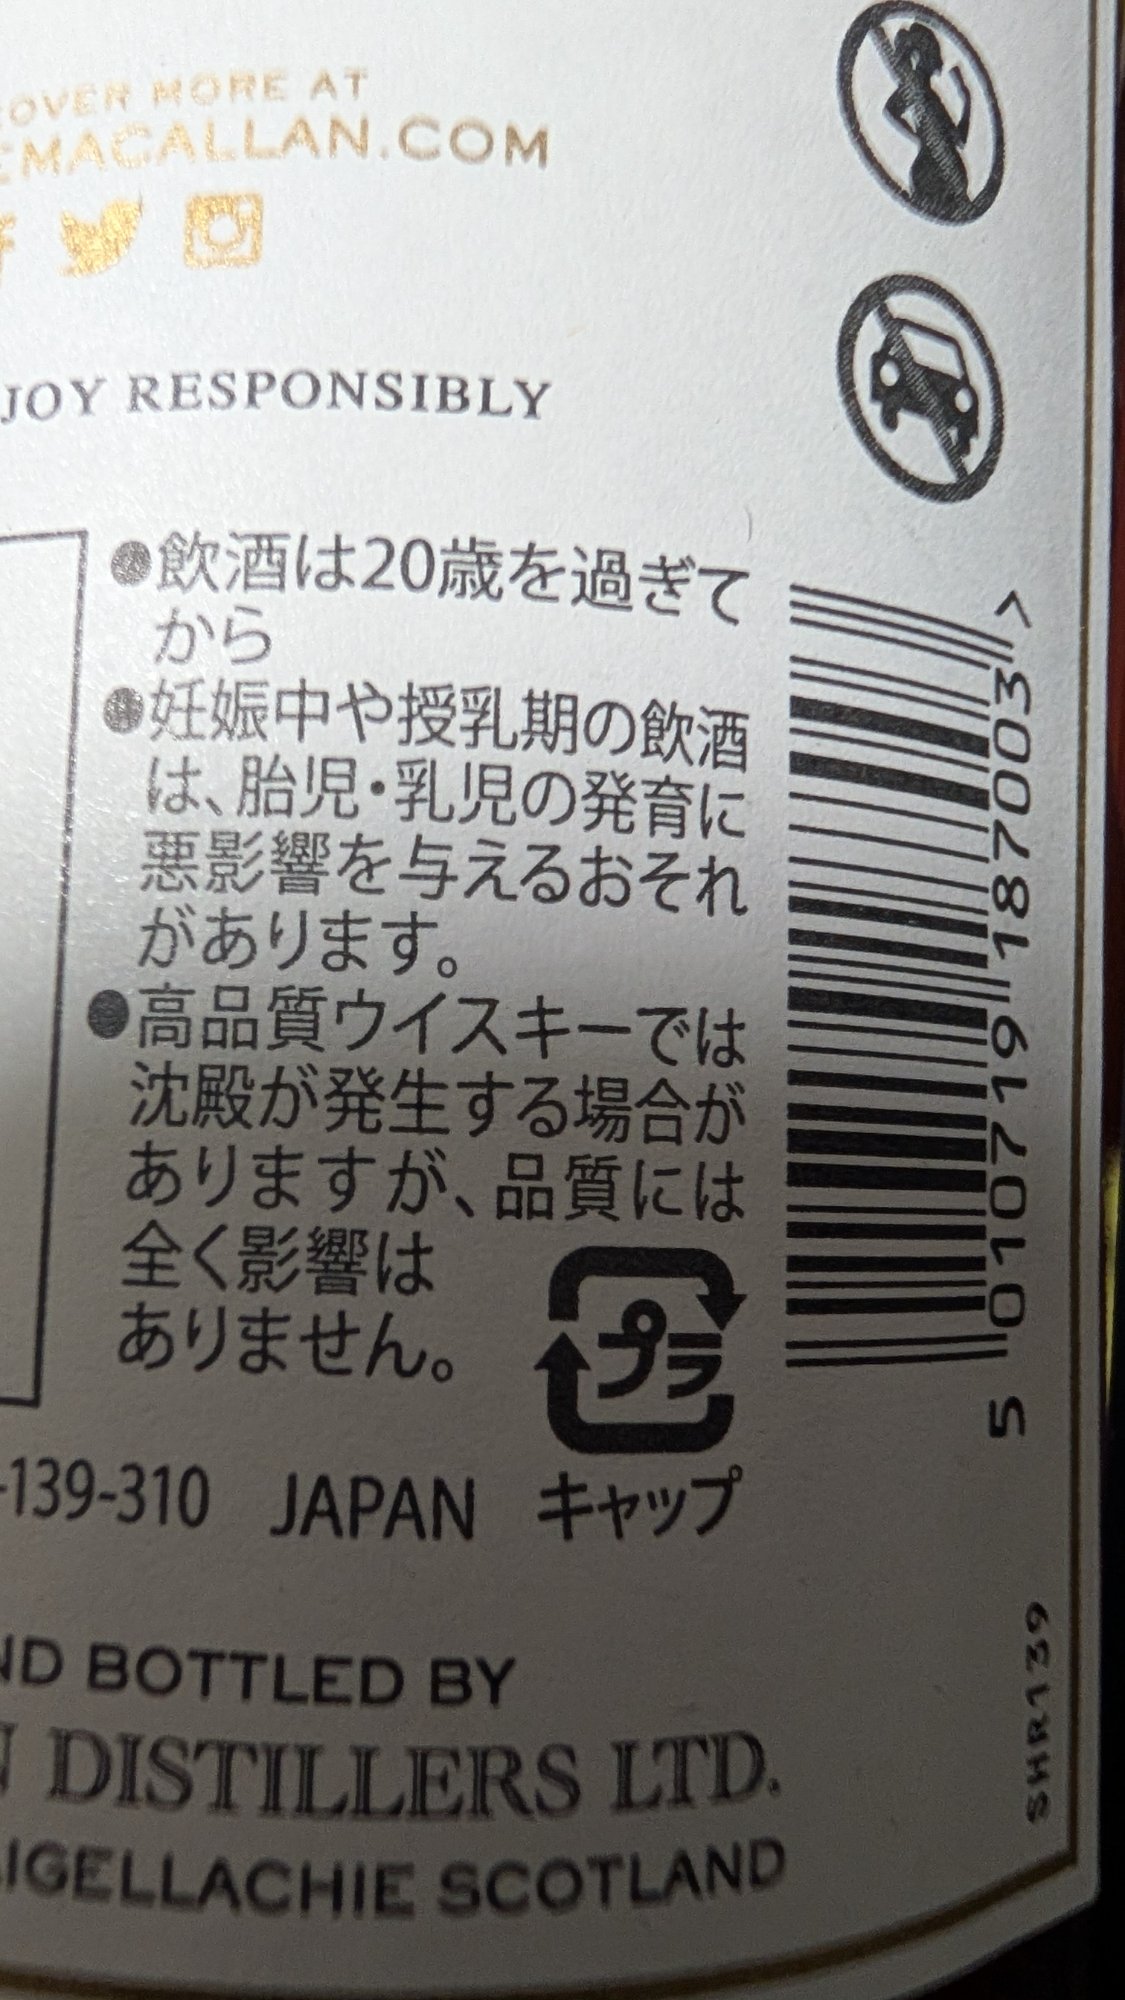 COVER MORE AT
EMACALLAN.COM
JOY RESPONSIBLY
●飲酒は20歳を過ぎて
から
●妊娠中や授乳期の飲酒
は、胎児・乳児の発育に
悪影響を与えるおそれ
があります。
●高品質ウイスキーでは
沈殿が発生する場合が
ありますが、品質には
全く影響は
ありません。
プラ
キャップ
-139-310 JAPAN
5 010719 187003 >
SHR139
ND BOTTLED BY
N DISTILLERS LTD.
AIGELLACHIE SCOTLAND